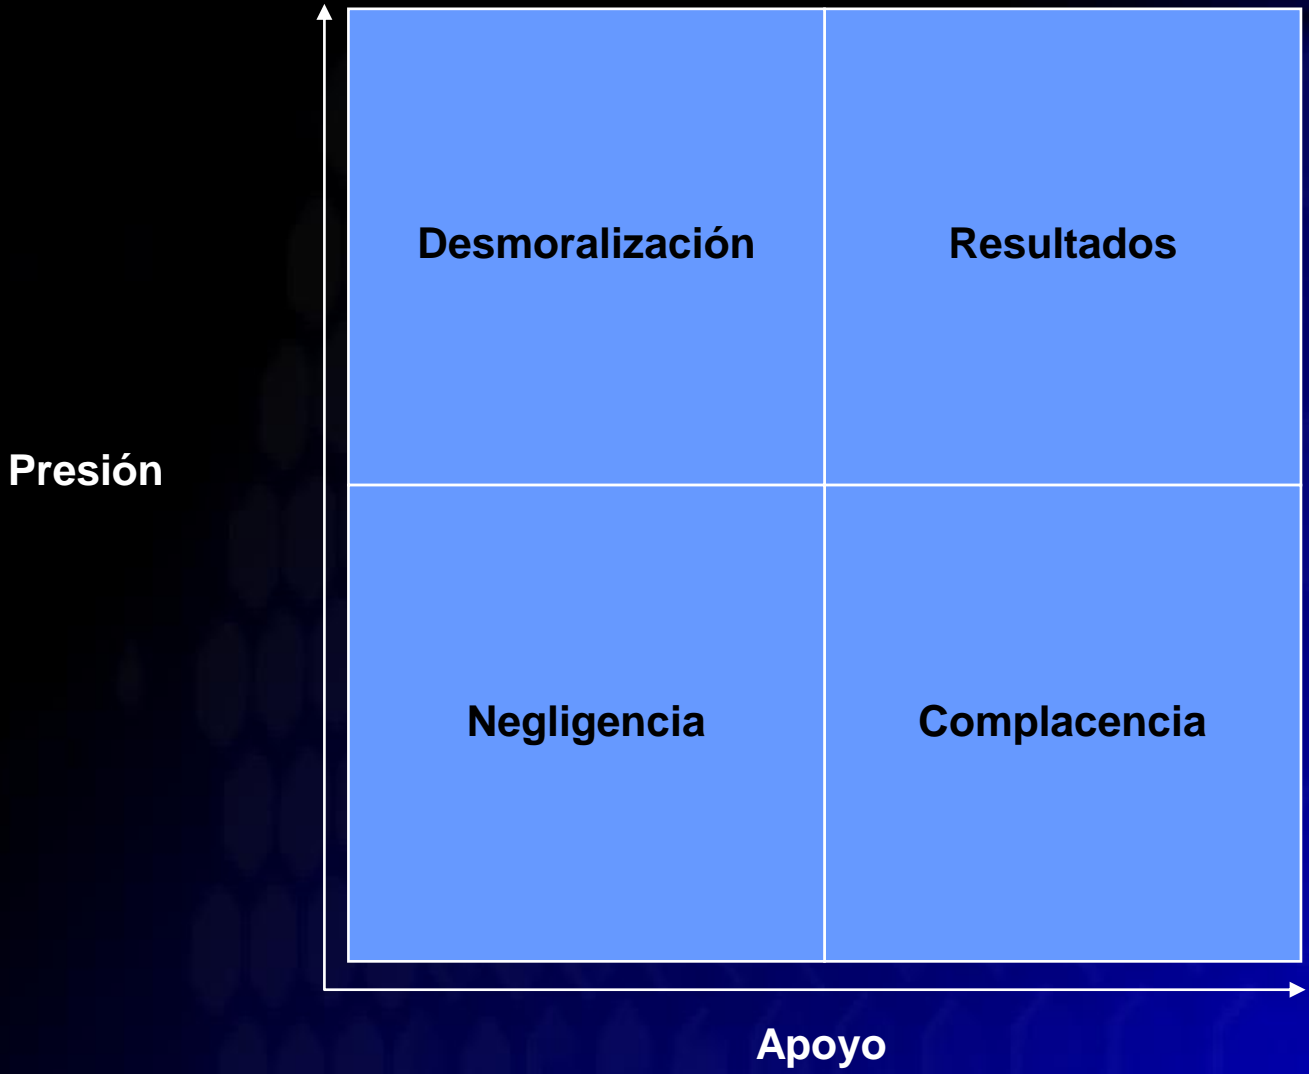 Desmoralización
Resultados
Presión
Negligencia
Complacencia
Apoyo